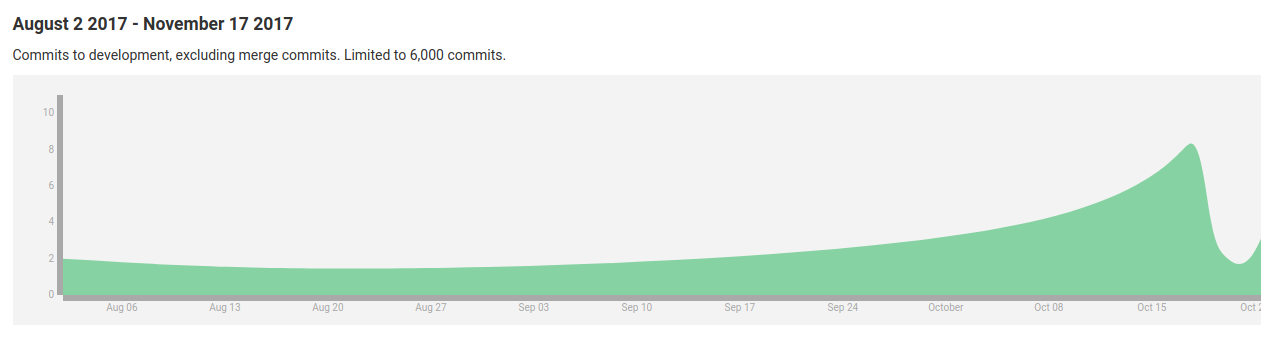 August 2 2017 - November 17 2017
Commits to development, excluding merge commits. Limited to 6,000 commits.
10
8
6
4
2
0
Aug 06 Aug 13 Aug 20 Aug 27 Sep 03 Sep 10 Sep 17 Sep 24 October Oct 08 Oct 15 Oct